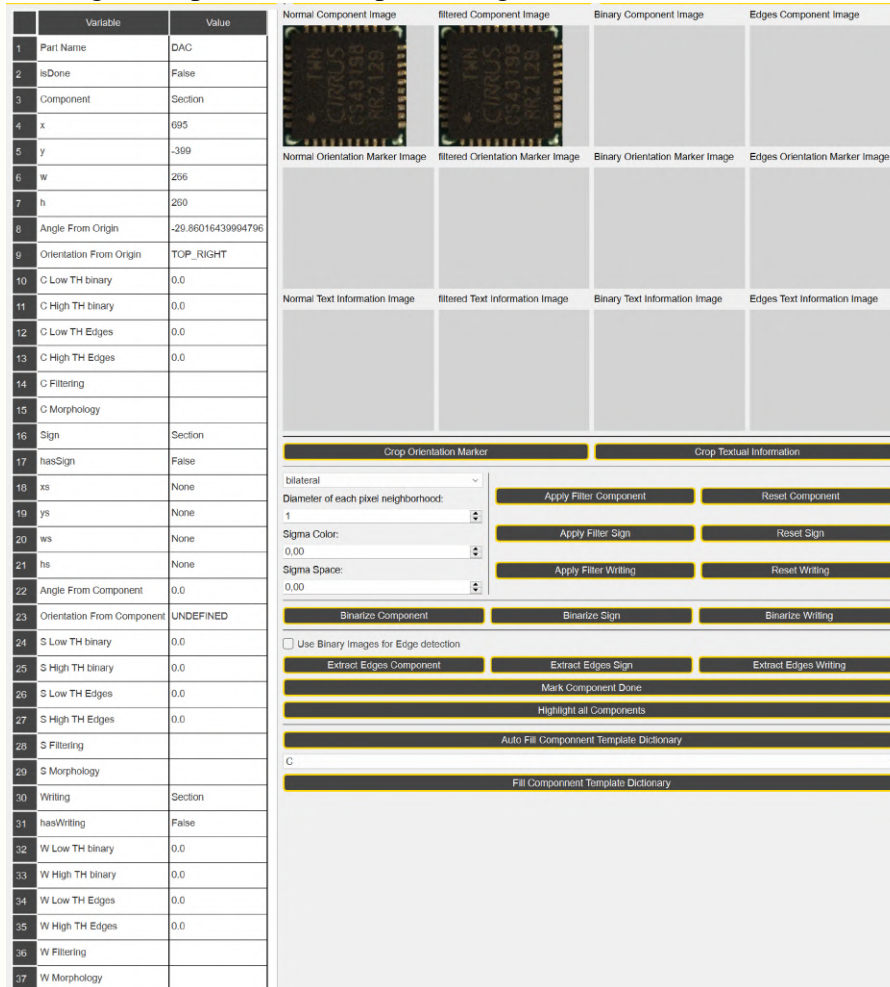 Variable Value
1 Part Name DAC
2 isDone False
3 Component Section
4 x 695
5 y -399
6 w 266
7 h 260
8 Angle From Origin -29.86016439994796
9 Orientation From Origin TOP_RIGHT
10 C Low TH binary 0.0
11 C High TH binary 0.0
12 C Low TH Edges 0.0
13 C High TH Edges 0.0
14 C Filtering
15 C Morphology
16 Sign Section
17 hasSign False
18 xs None
19 ys None
20 ws None
21 hs None
22 Angle From Component 0.0
23 Orientation From Component UNDEFINED
24 S Low TH binary 0.0
25 S High TH binary 0.0
26 S Low TH Edges 0.0
27 S High TH Edges 0.0
28 S Filtering
29 S Morphology
30 Writing Section
31 hasWriting False
32 W Low TH binary 0.0
33 W High TH binary 0.0
34 W Low TH Edges 0.0
35 W High TH Edges 0.0
36 W Filtering
37 W Morphology
Normal Component Image filtered Component Image Binary Component Image Edges Component Image
TWN
CIRRUS
CS43198
RR2129
TWN
CIRRUS
CS43198
RR2129
Normal Orientation Marker Image filtered Orientation Marker Image Binary Orientation Marker Image Edges Orientation Marker Image
Normal Text Information Image filtered Text Information Image Binary Text Information Image Edges Text Information Image
Crop Orientation Marker Crop Textual Information
bilateral
Diameter of each pixel neighborhood:
1
Sigma Color:
0,00
Sigma Space:
0,00
Apply Filter Component Reset Component
Apply Filter Sign Reset Sign
Apply Filter Writing Reset Writing
Binarize Component Binarize Sign Binarize Writing
Use Binary Images for Edge detection
Extract Edges Component Extract Edges Sign Extract Edges Writing
Mark Component Done
Highlight all Components
Auto Fill Componnent Template Dictionary
C
Fill Componnent Template Dictionary